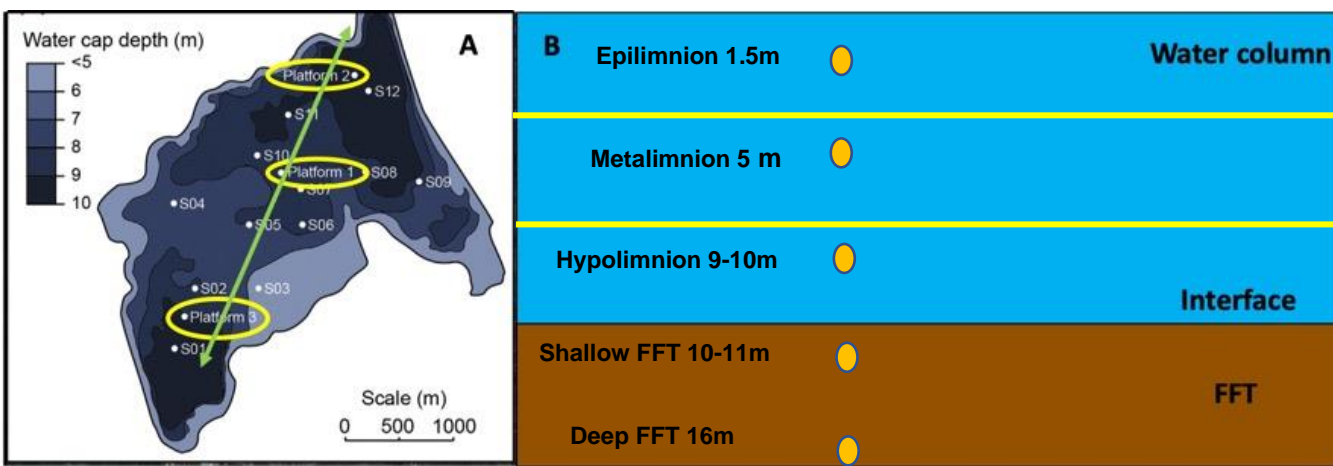 Water cap depth (m)
A
<5
6
7
8
9
10
Platform 2
S12
S11
S10
Platform 1
S08
S09
S07
S04
S05
S06
S02
S03
Platform 3
S01
Scale (m)
0 500 1000
B
Epilimnion 1.5m
Water column
Metalimnion 5 m
Hypolimnion 9-10m
Interface
Shallow FFT 10-11m
FFT
Deep FFT 16m